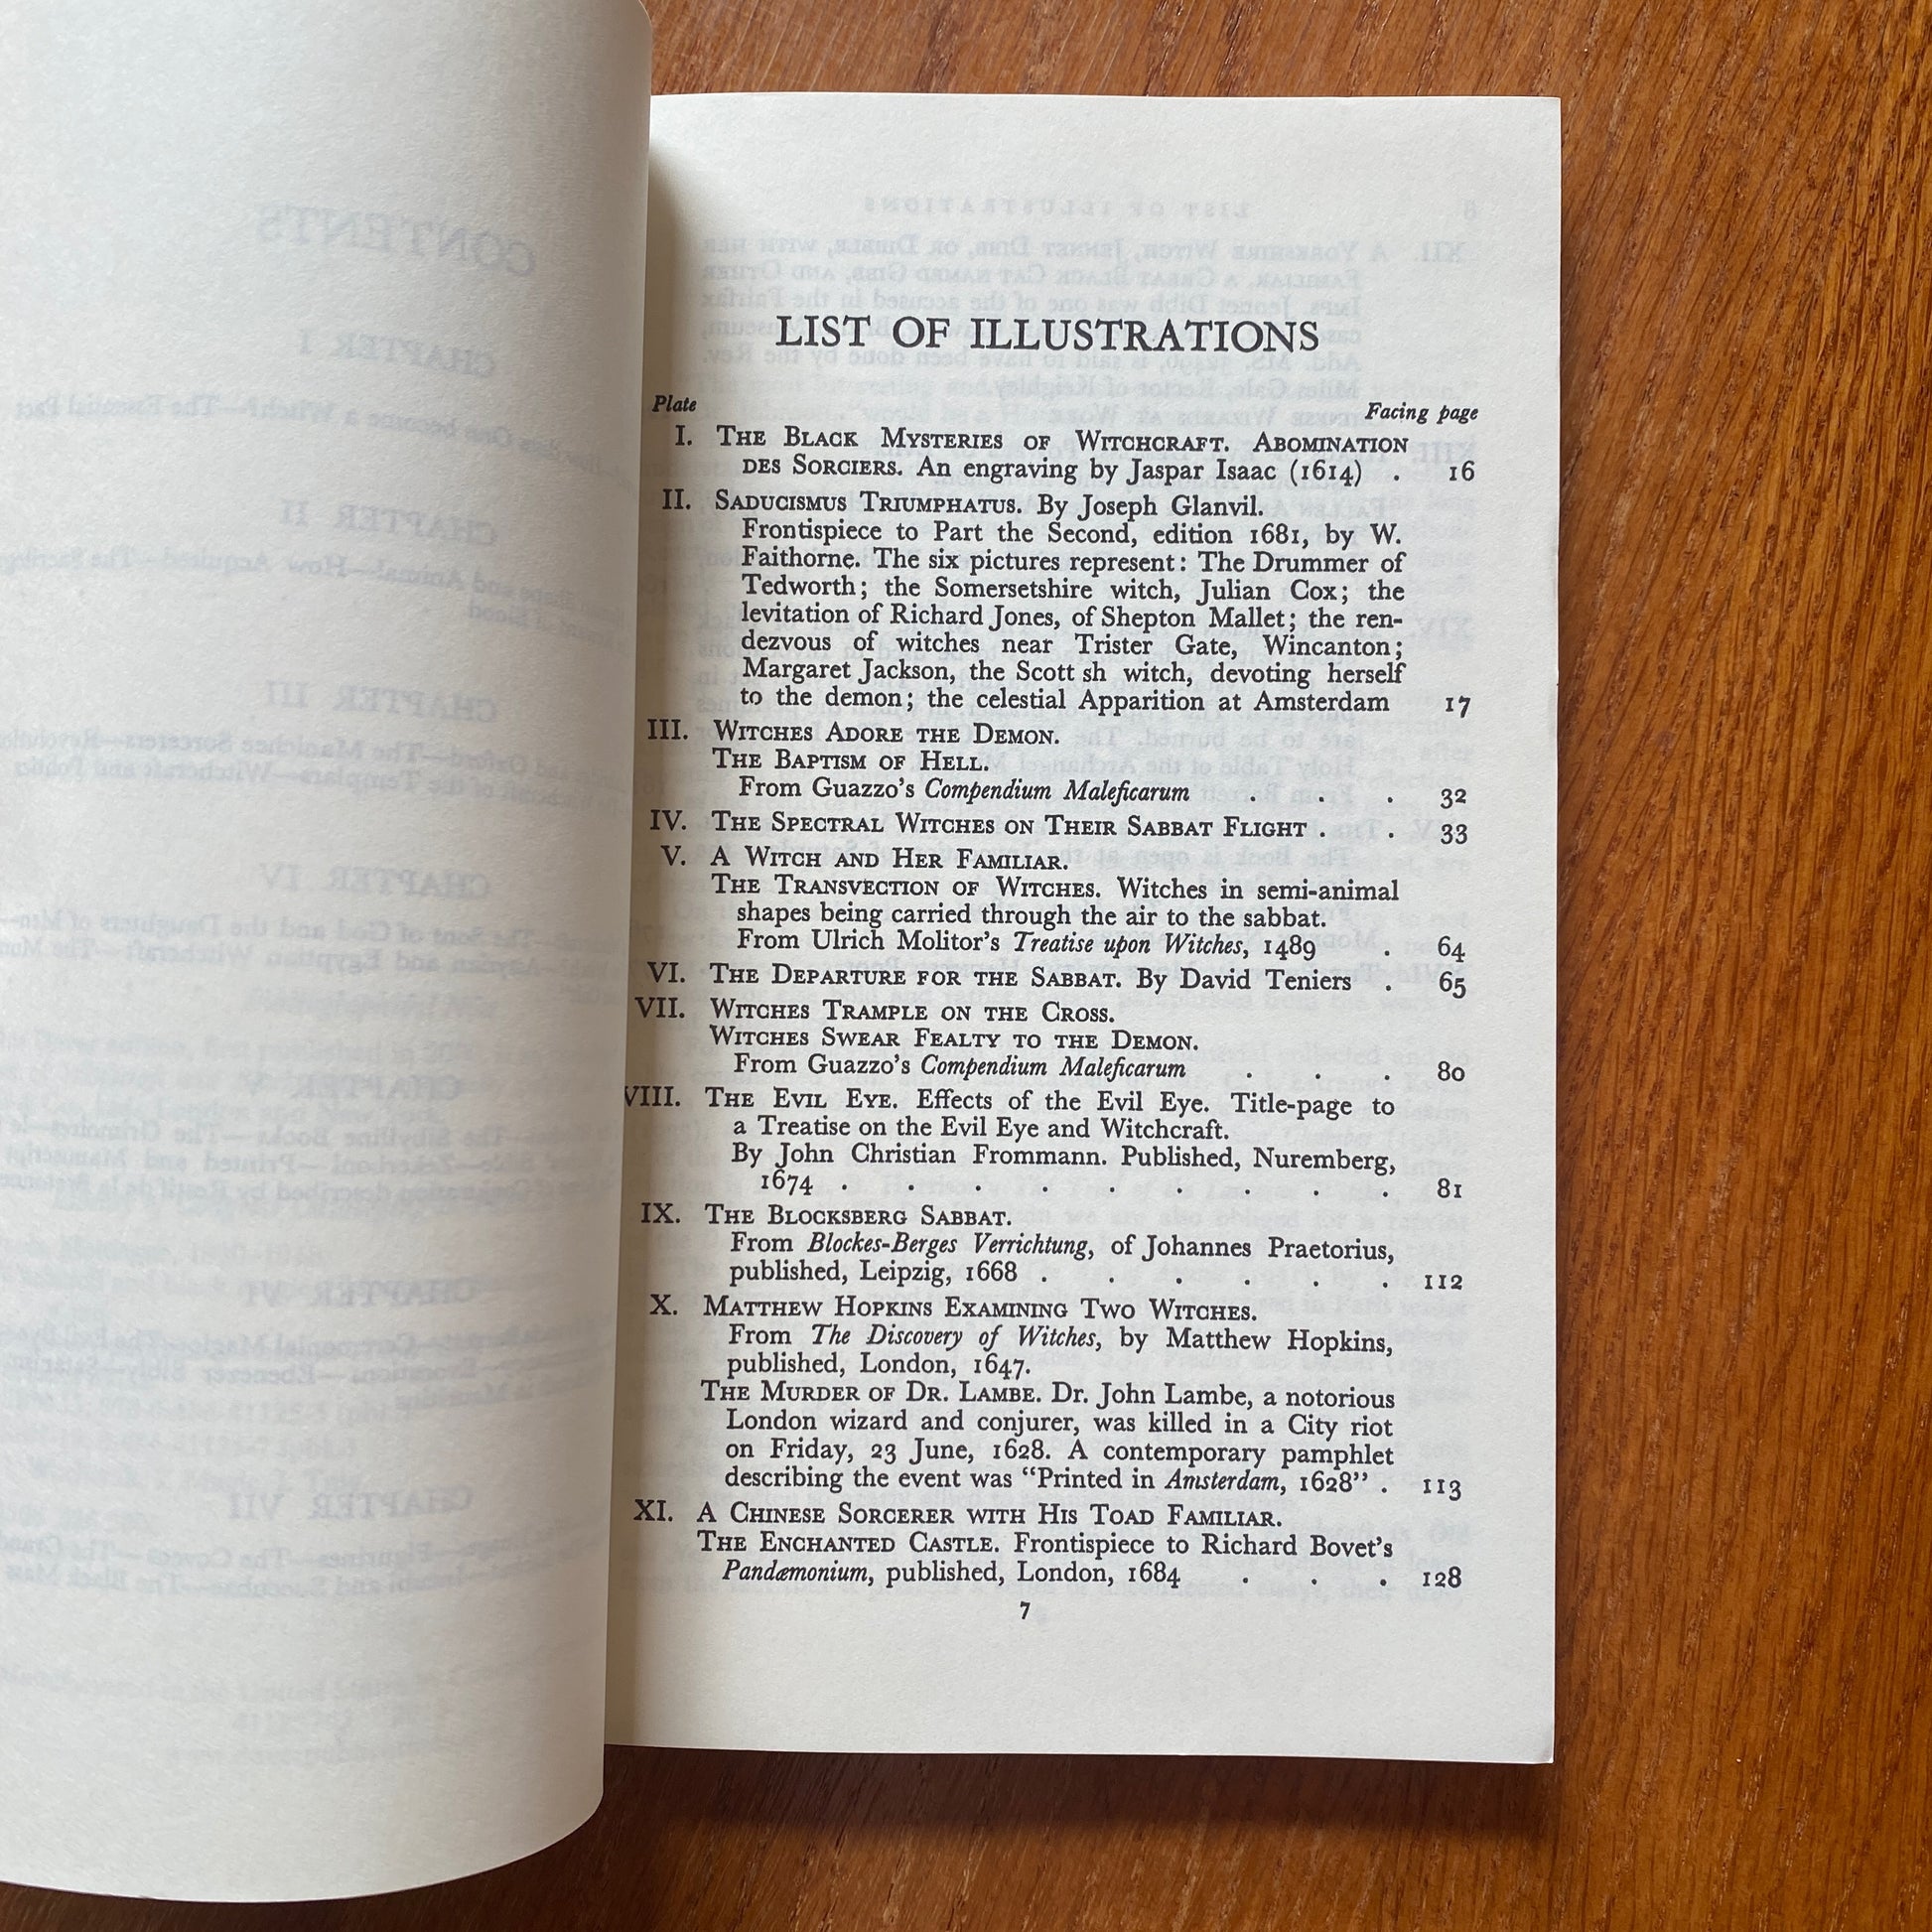 LIST OF ILLUSTRATIONS
Plate Facing page
I. The Black Mysteries of Witchcraft. Abomination
des Sorciers. An engraving by Jaspar Isaac (1614) . 16
II. Saducismus Triumphatus. By Joseph Glanvil.
Frontispiece to Part the Second, edition 1681, by W.
Faithorne. The six pictures represent: The Drummer of
Tedworth; the Somersetshire witch, Julian Cox; the
levitation of Richard Jones, of Shepton Mallet; the ren-
dezvous of witches near Trister Gate, Wincanton;
Margaret Jackson, the Scott sh witch, devoting herself
to the demon; the celestial Apparition at Amsterdam 17
III. Witches Adore the Demon.
The Baptism of Hell.
From Guazzo's Compendium Maleficarum . . . 32
IV. The Spectral Witches on Their Sabbat Flight . . 33
V. A Witch and Her Familiar.
The Transvection of Witches. Witches in semi-animal
shapes being carried through the air to the sabbat.
From Ulrich Molitor's Treatise upon Witches, 1489 . 64
VI. The Departure for the Sabbat. By David Teniers . 65
VII. Witches Trample on the Cross.
Witches Swear Fealty to the Demon.
From Guazzo's Compendium Maleficarum . . . 80
VIII. The Evil Eye. Effects of the Evil Eye. Title-page to
a Treatise on the Evil Eye and Witchcraft.
By John Christian Frommann. Published, Nuremberg,
1674 . . . . . . . . . 81
IX. The Blocksberg Sabbat.
From Blockes-Berges Verrichtung, of Johannes Praetorius,
published, Leipzig, 1668 . . . . . . 112
X. Matthew Hopkins Examining Two Witches.
From The Discovery of Witches, by Matthew Hopkins,
published, London, 1647.
The Murder of Dr. Lambe. Dr. John Lambe, a notorious
London wizard and conjurer, was killed in a City riot
on Friday, 23 June, 1628. A contemporary pamphlet
describing the event was "Printed in Amsterdam, 1628" . 113
XI. A Chinese Sorcerer with His Toad Familiar.
The Enchanted Castle. Frontispiece to Richard Bovet's
Pandæmonium, published, London, 1684 . . . 128
7